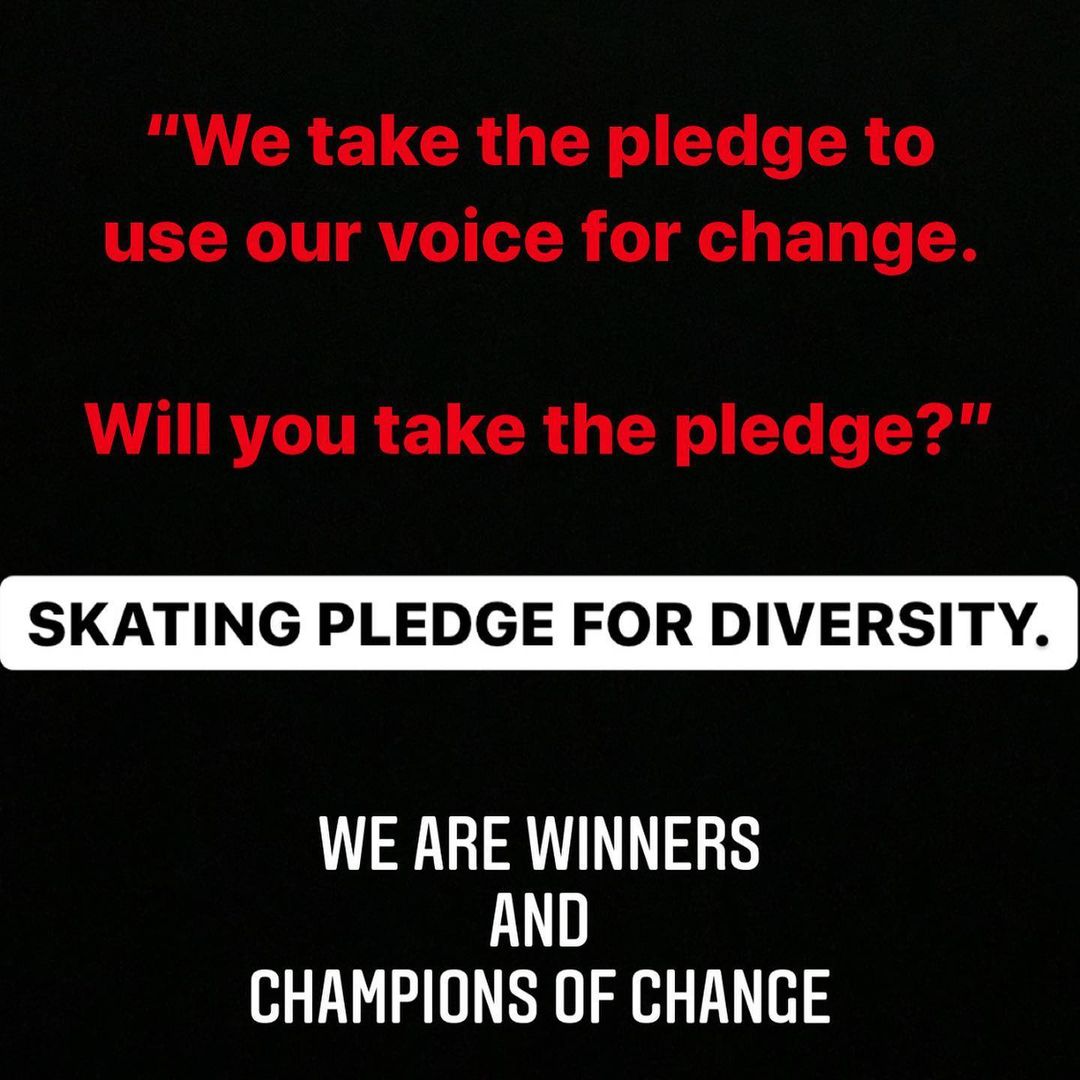 “We take the pledge to
use our voice for change.
Will you take the pledge?”
SKATING PLEDGE FOR DIVERSITY.
WE ARE WINNERS
AND
CHAMPIONS OF CHANGE